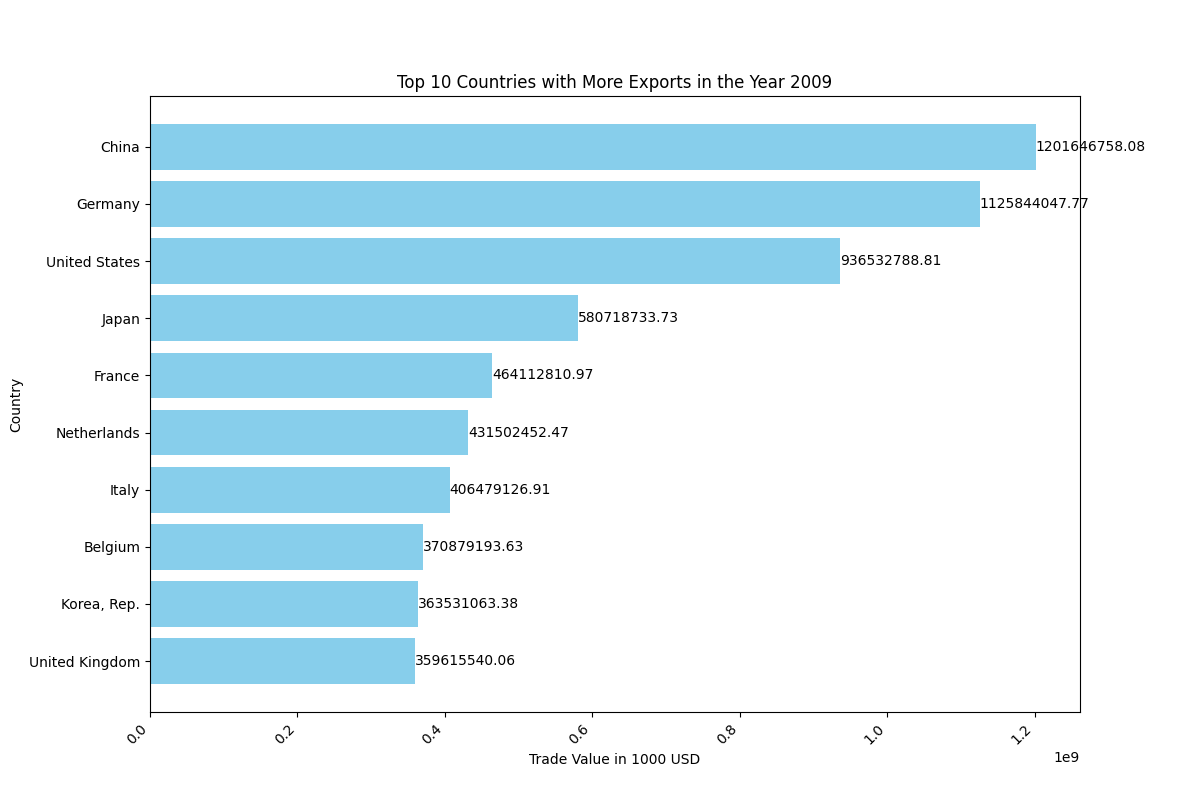 Top 10 Countries with More Exports in the Year 2009
Country
China 1201646758.08
Germany 1125844047.77
United States 936532788.81
Japan 580718733.73
France 464112810.97
Netherlands 431502452.47
Italy 406479126.91
Belgium 370879193.63
Korea, Rep. 363531063.38
United Kingdom 359615540.06
0.0 0.2 0.4 0.6 0.8 1.0 1.2
1e9
Trade Value in 1000 USD